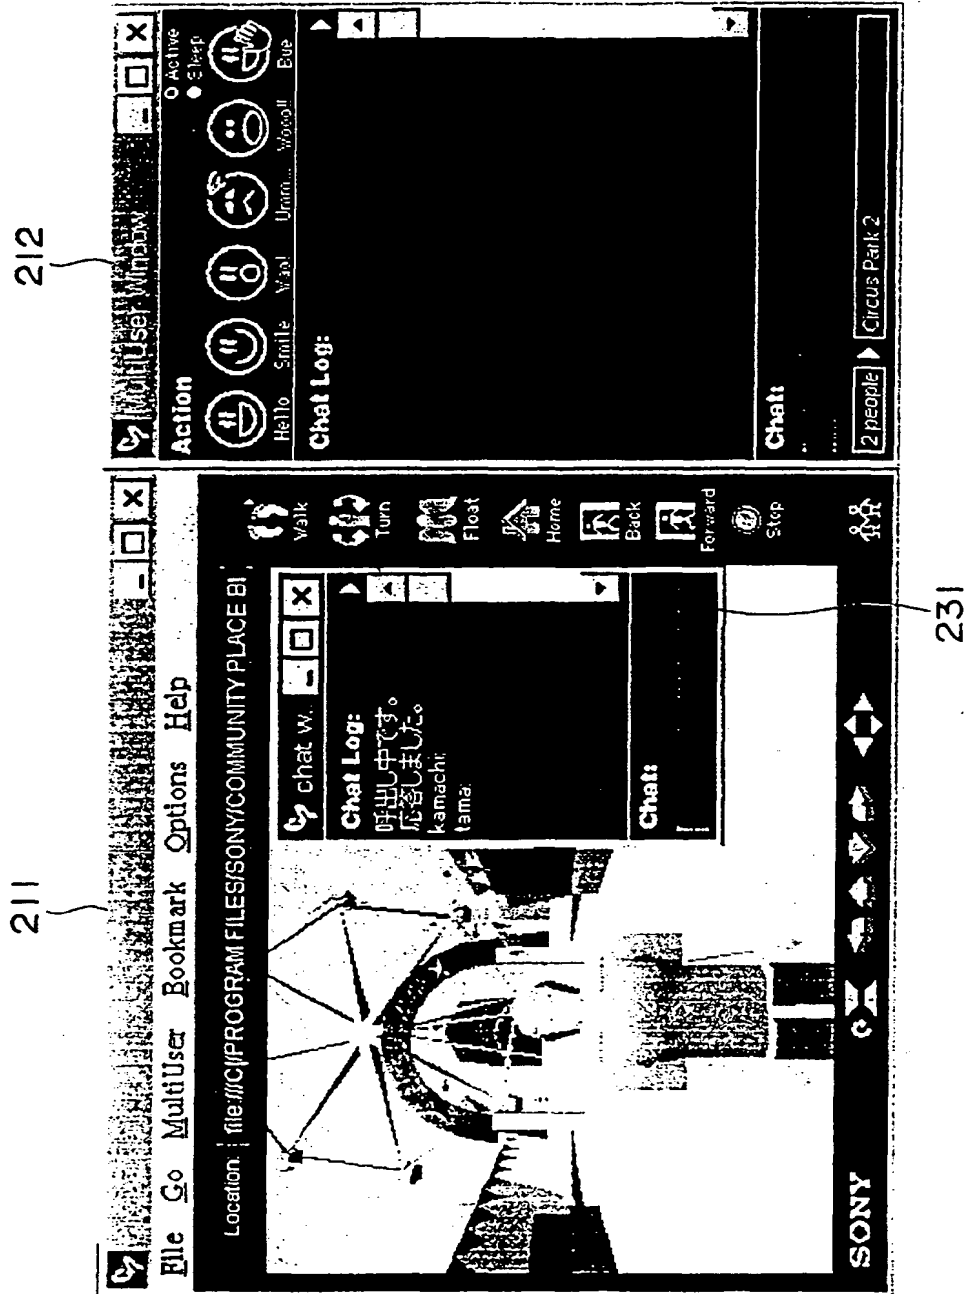 211
File Go MultiUser Bookmark Options Help
Location: file:///C|/PROGRAM FILES/SONY/COMMUNITY PLACE B
chat w.
Chat Log:
呼出し中です。
応答しました。
kamachi:
tama:
Chat:
Walk
Turn
Float
Home
Back
Forward
Stop
SONY
231
212
MultiUser Window
Action
Active
Sleep
Hello Smile Wao! Umm... Wooo!! Bye
Chat Log:
Chat:
2 people Circus Park 2